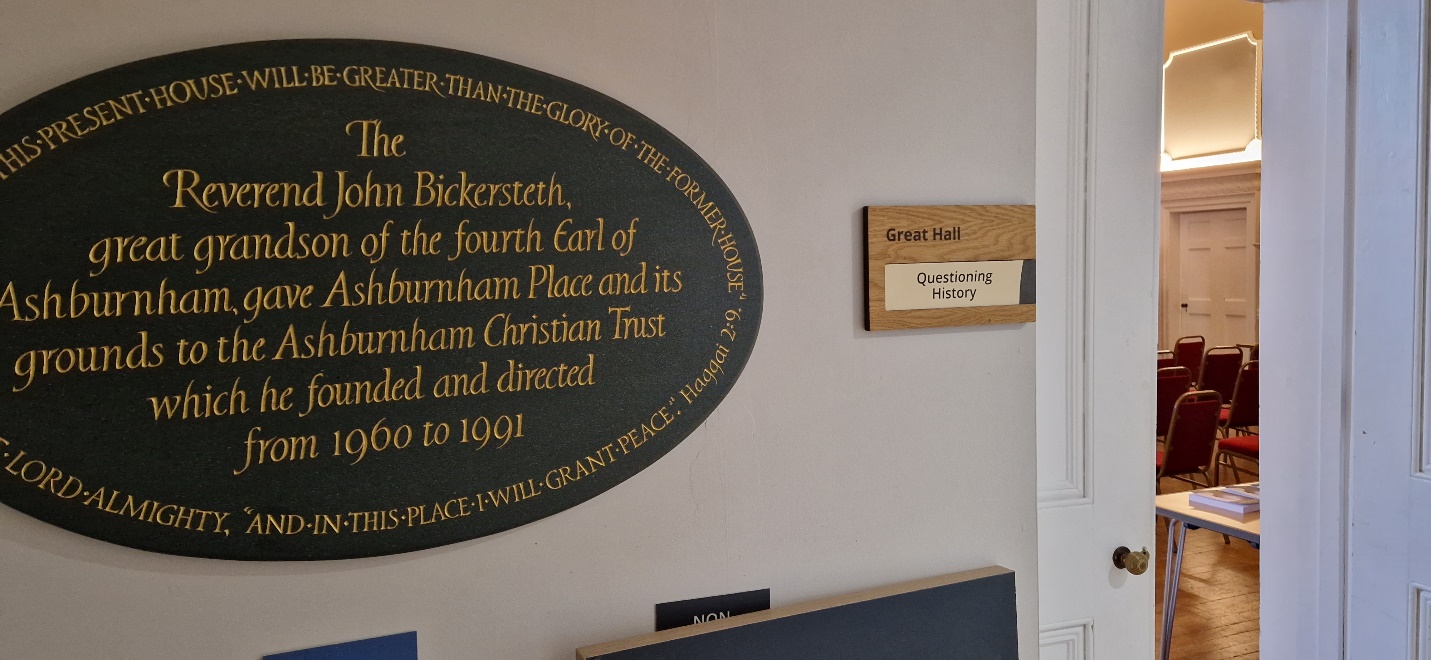 THIS·PRESENT·HOUSE·WILL·BE·GREATER·THAN·THE·GLORY·OF·THE·FORMER·HOUSE",
The
Reverend John Bickersteth,
great grandson of the fourth Earl of
Ashburnham, gave Ashburnham Place and its
grounds to the Ashburnham Christian Trust
which he founded and directed
from 1960 to 1991
LORD·ALMIGHTY, "AND·IN·THIS·PLACE·I·WILL·GRANT·PEACE". Haggai 2:9.
Great Hall
Questioning
History
NON